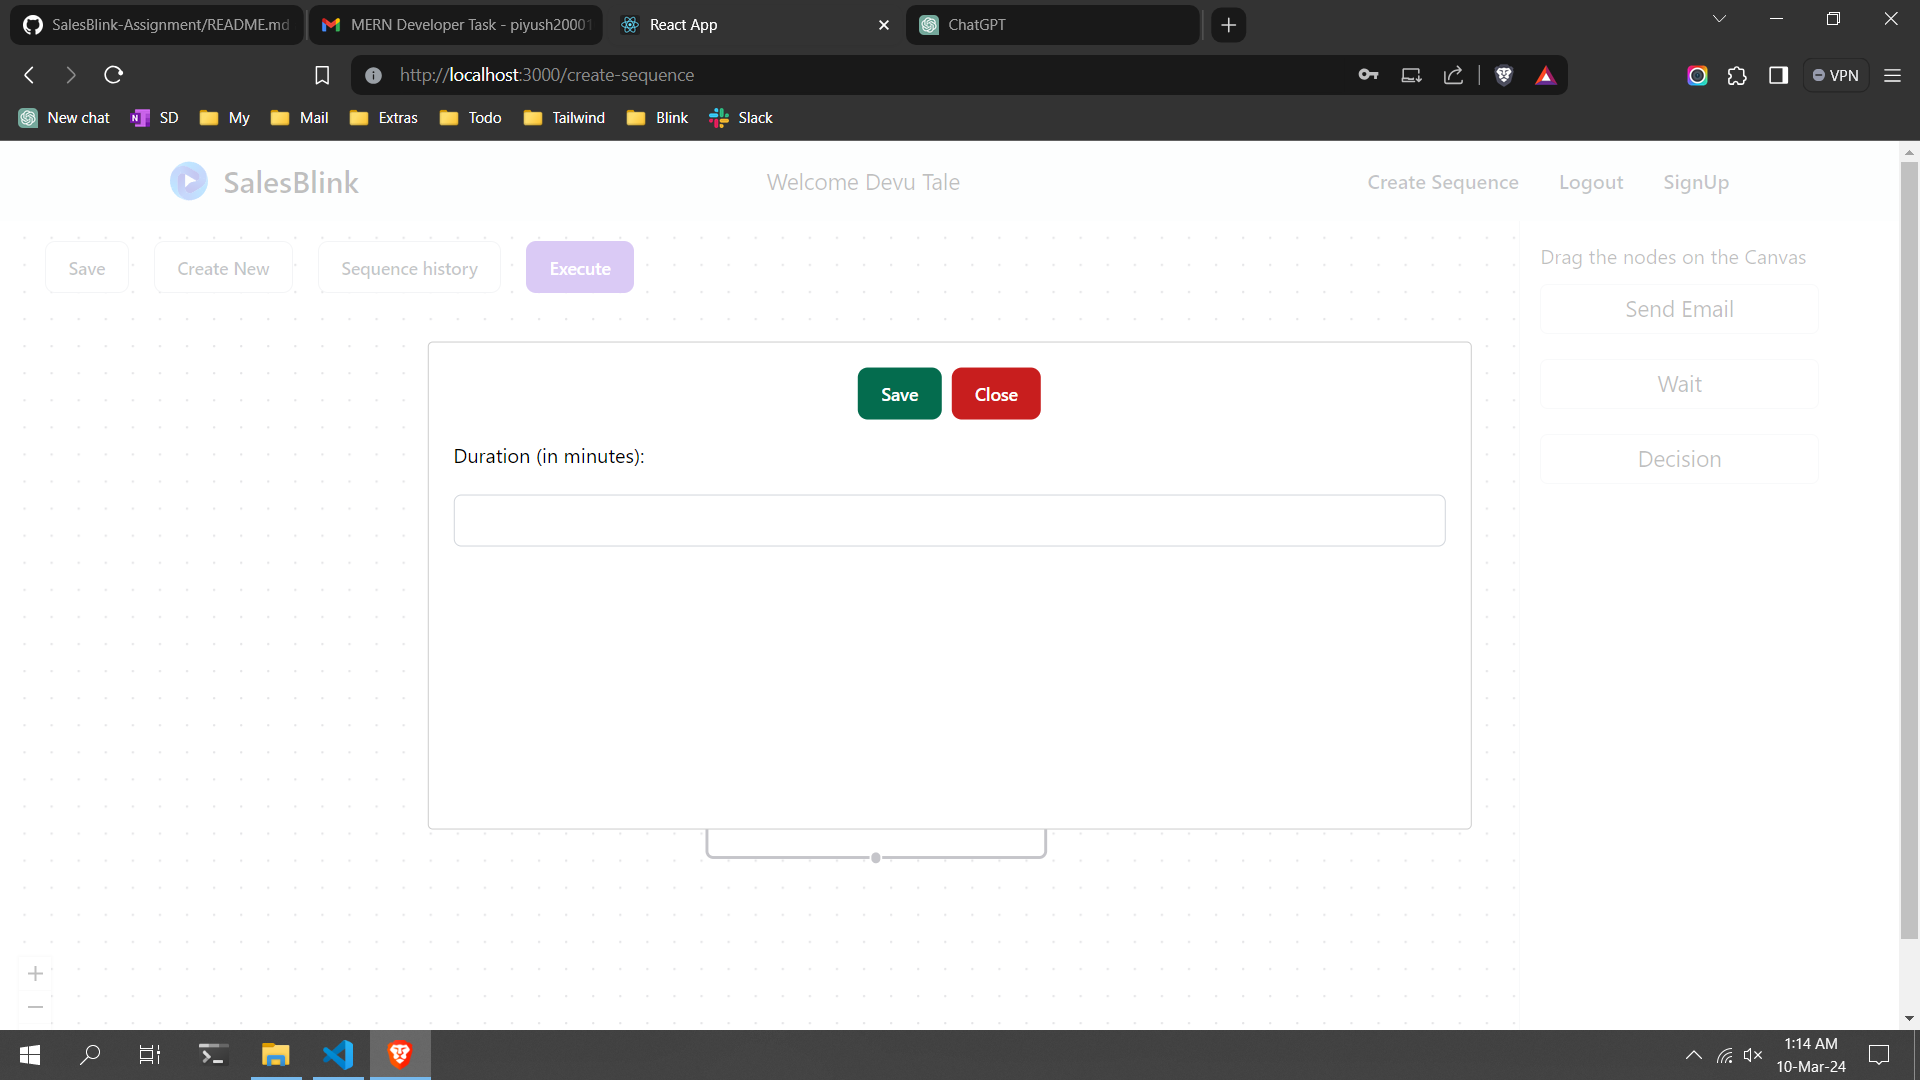 SalesBlink-Assignment/README.md
MERN Developer Task - piyush20001
React App
ChatGPT
http://localhost:3000/create-sequence
VPN
New chat
SD
My
Mail
Extras
Todo
Tailwind
Blink
Slack
SalesBlink
Welcome Devu Tale
Create Sequence
Logout
SignUp
Save
Create New
Sequence history
Execute
Drag the nodes on the Canvas
Send Email
Wait
Decision
Save
Close
Duration (in minutes):
1:14 AM
10-Mar-24